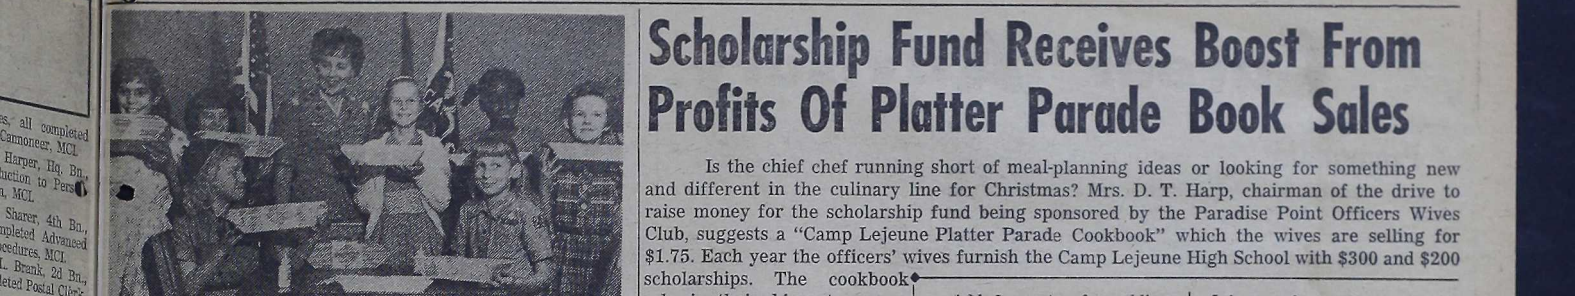 es, all completed
Cannoneer, MCI.
Harper, Hq. Bn.,
duction to Pers
n, MCI.
Sharer, 4th Bn.,
mpleted Advanced
ocedures, MCI.
L. Brank, 2d Bn.,
leted Postal Clerk
Scholarship Fund Receives Boost From
Profits Of Platter Parade Book Sales
Is the chief chef running short of meal-planning ideas or looking for something new
and different in the culinary line for Christmas? Mrs. D. T. Harp, chairman of the drive to
raise money for the scholarship fund being sponsored by the Paradise Point Officers Wives
Club, suggests a "Camp Lejeune Platter Parade Cookbook" which the wives are selling for
$1.75. Each year the officers' wives furnish the Camp Lejeune High School with $300 and $200
scholarships. The cookbook